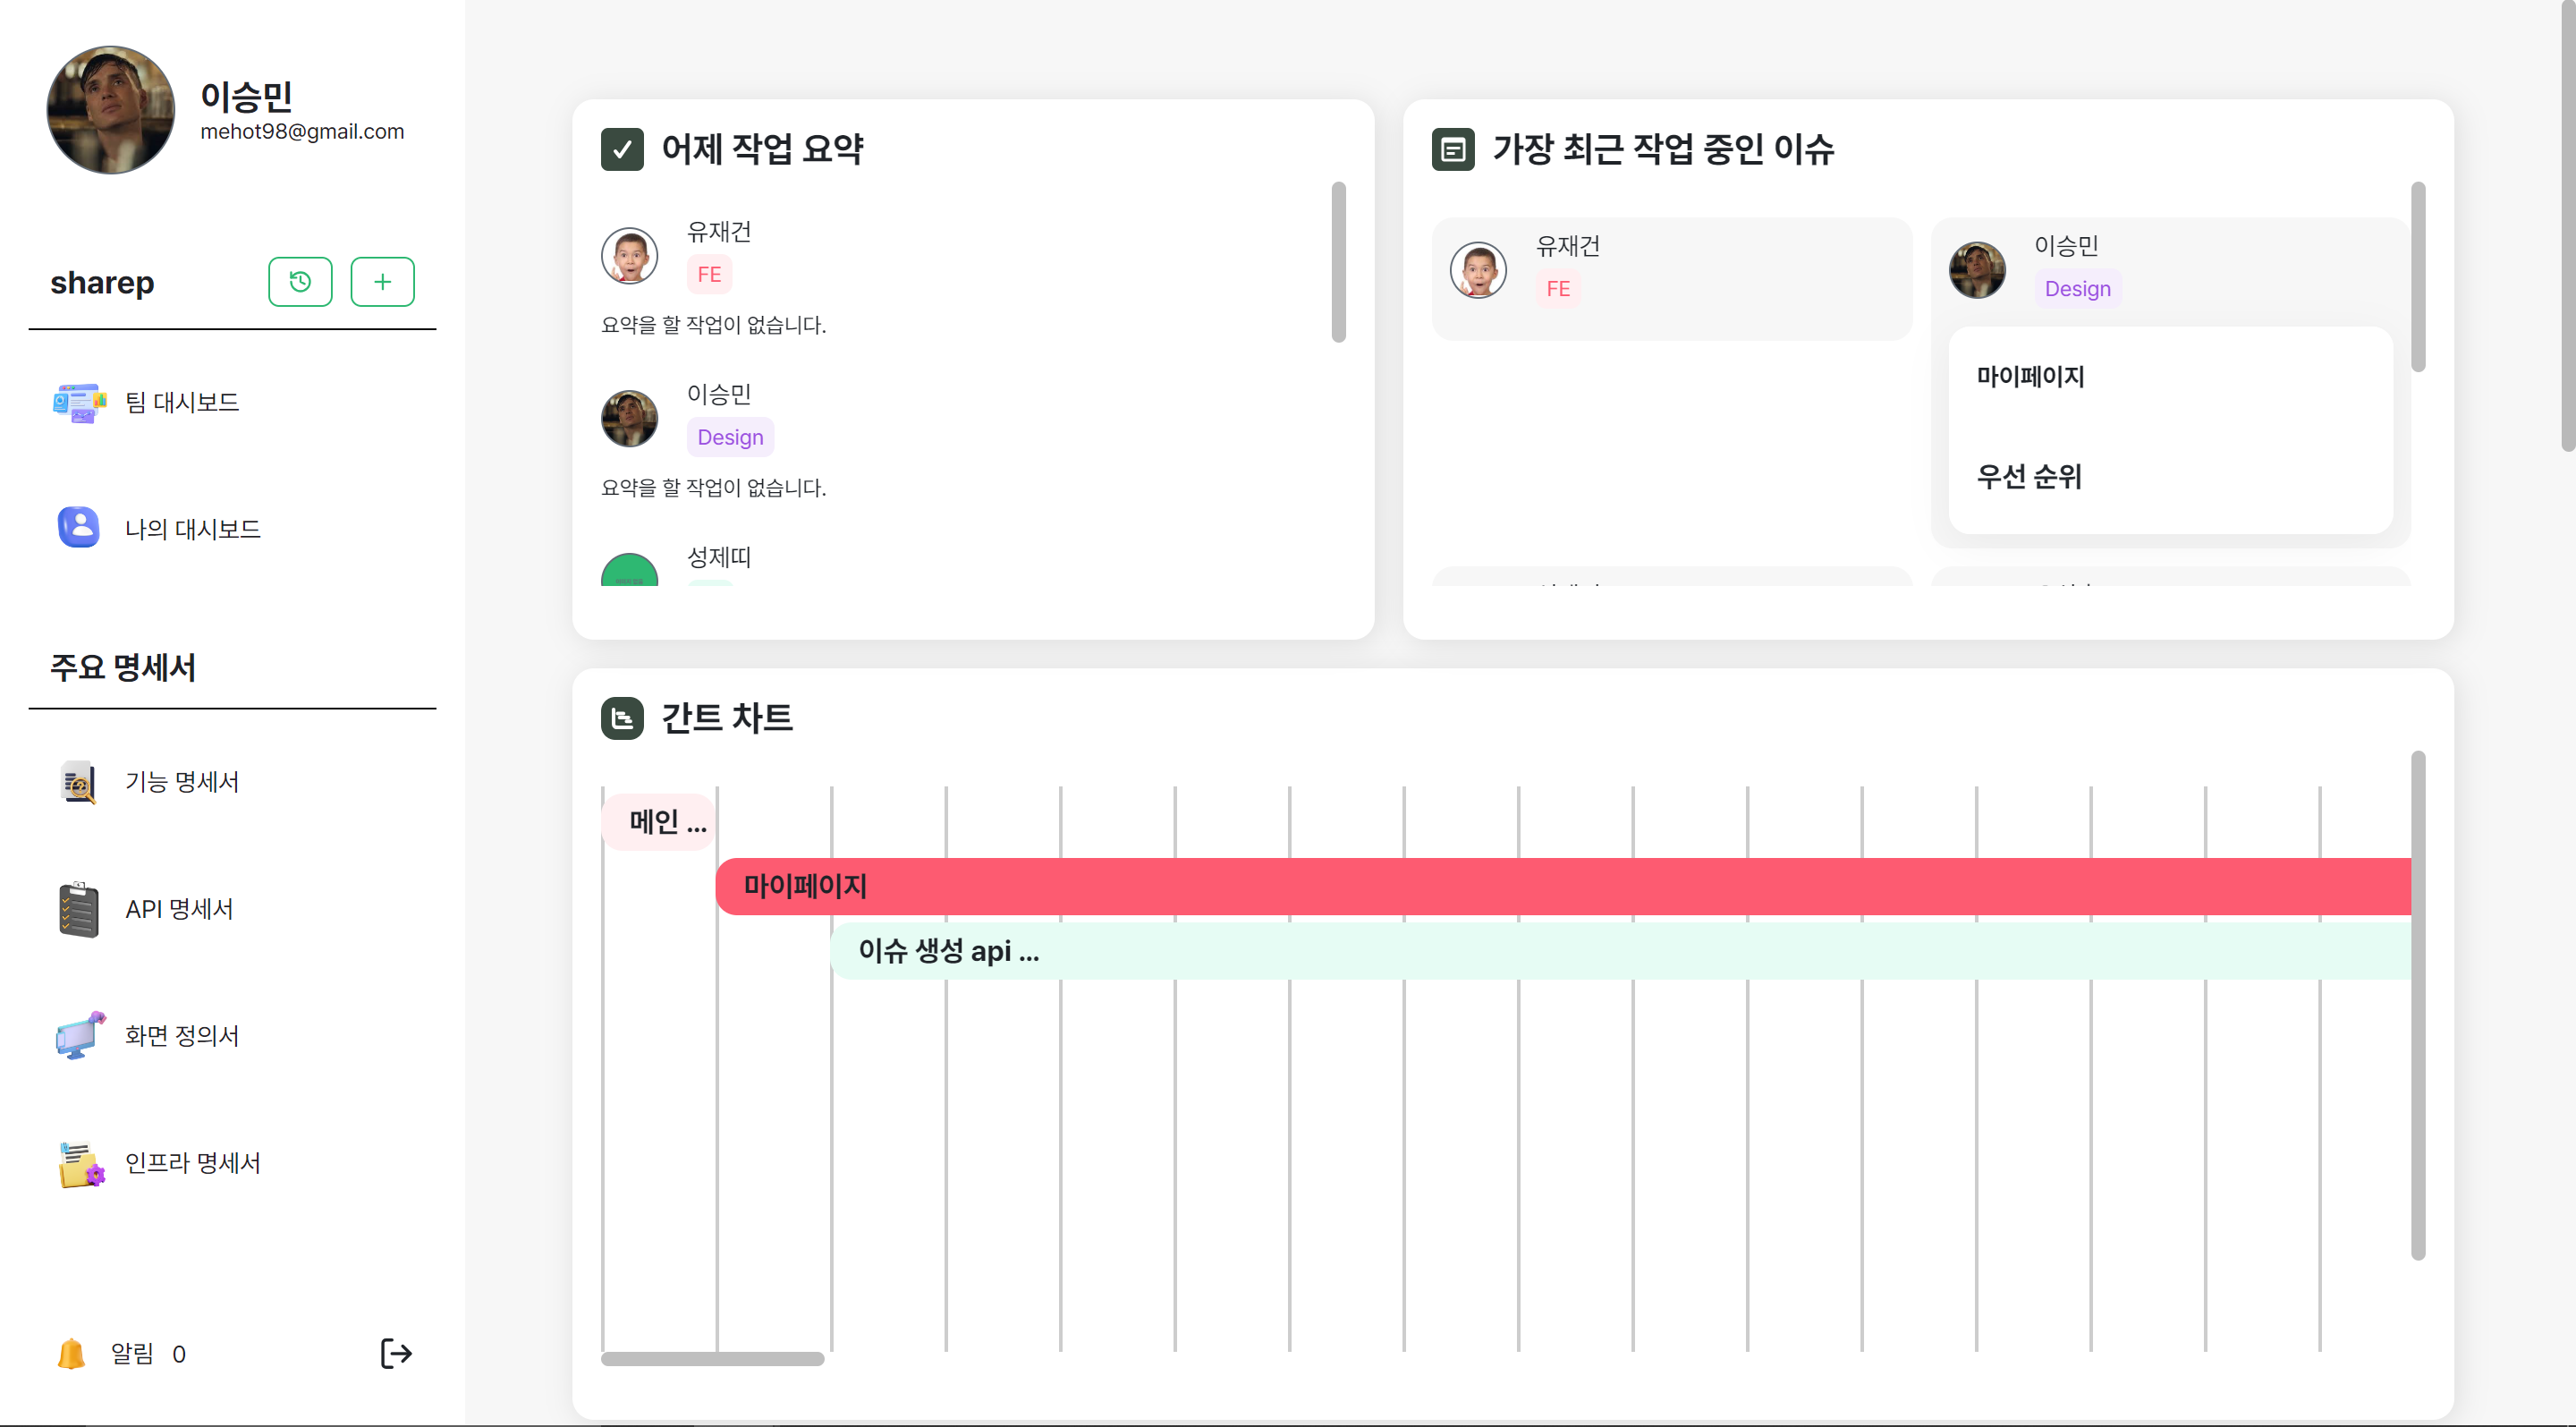 이승민
mehot98@gmail.com
sharep
팀 대시보드
나의 대시보드
주요 명세서
기능 명세서
API 명세서
화면 정의서
인프라 명세서
알림 0
어제 작업 요약
유재건
FE
요약을 할 작업이 없습니다.
이승민
Design
요약을 할 작업이 없습니다.
성제띠
가장 최근 작업 중인 이슈
유재건
FE
이승민
Design
마이페이지
우선 순위
간트 차트
메인 ...
마이페이지
이슈 생성 api ...